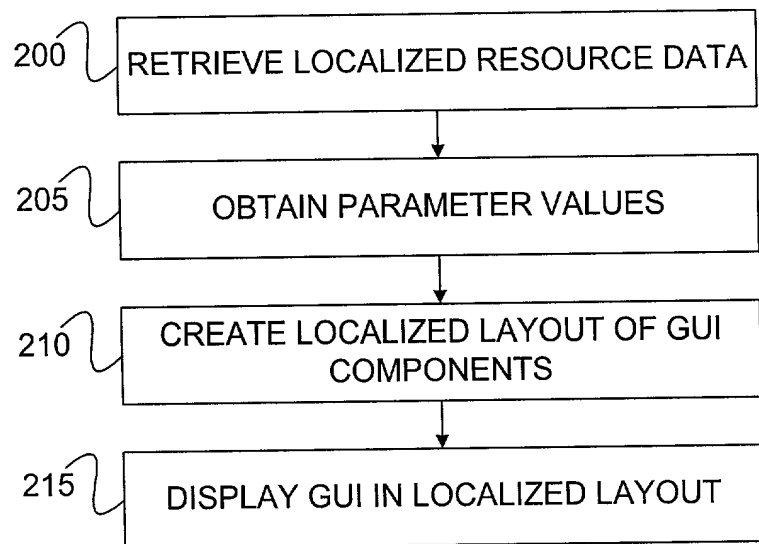 200 RETRIEVE LOCALIZED RESOURCE DATA
205 OBTAIN PARAMETER VALUES
210 CREATE LOCALIZED LAYOUT OF GUI
COMPONENTS
215 DISPLAY GUI IN LOCALIZED LAYOUT